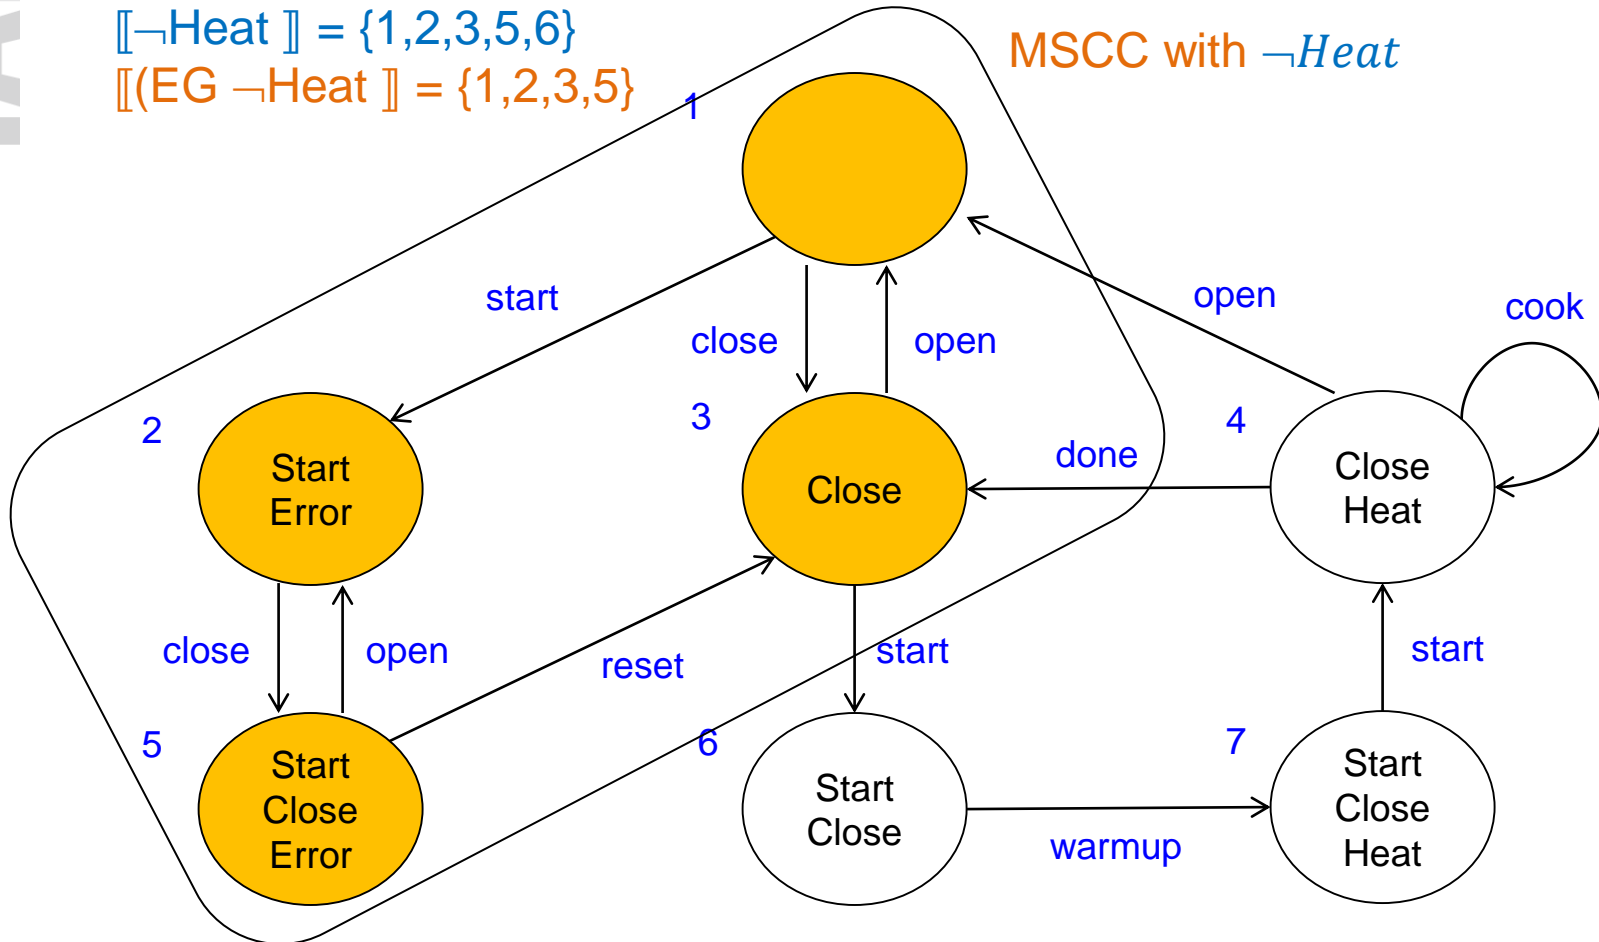 ⟦¬Heat ⟧ = {1,2,3,5,6}
⟦(EG ¬Heat ⟧ = {1,2,3,5}
MSCC with ¬Heat
1
start
close
open
open
cook
2
Start
Error
3
Close
done
4
Close
Heat
close
open
reset
start
start
5
Start
Close
Error
6
Start
Close
warmup
7
Start
Close
Heat